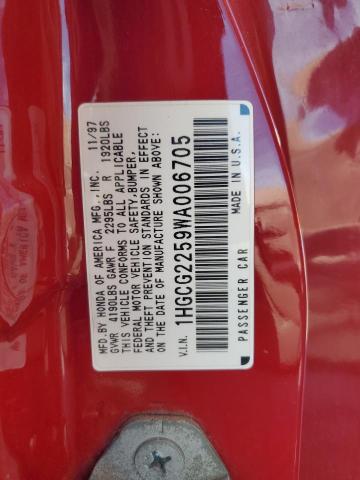 MFD.BY HONDA OF AMERICA MFG.,INC. 11/97
GVWR 4190LBS GAWR F 2295LBS R 1920LBS
THIS VEHICLE CONFORMS TO ALL APPLICABLE
FEDERAL MOTOR VEHICLE SAFETY,BUMPER,
AND THEFT PREVENTION STANDARDS IN EFFECT
ON THE DATE OF MANUFACTURE SHOWN ABOVE:
V.I.N. 1HGCG2259WA006705
PASSENGER CAR MADE IN U.S.A.